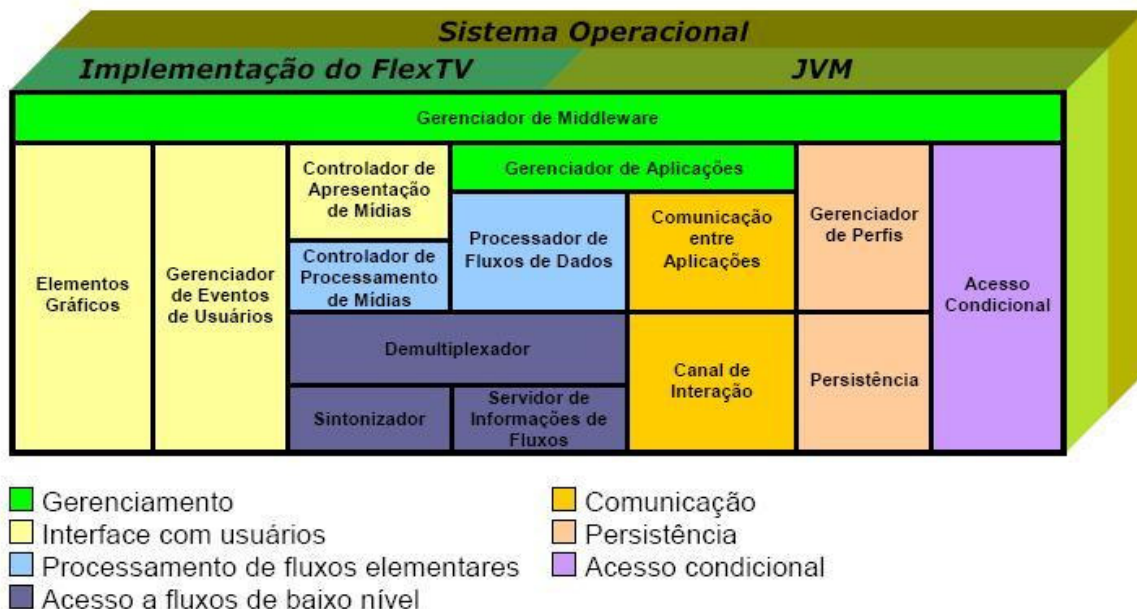 Sistema Operacional
Implementação do FlexTV
JVM
Gerenciador de Middleware
Elementos
Gráficos
Gerenciador
de Eventos
de Usuários
Controlador de
Apresentação
de Mídias
Controlador de
Processamento
de Mídias
Gerenciador de Aplicações
Processador de
Fluxos de Dados
Comunicação
entre
Aplicações
Gerenciador
de Perfis
Acesso
Condicional
Demultiplexador
Sintonizador
Servidor de
Informações de
Fluxos
Canal de
Interação
Persistência
Gerenciamento
Interface com usuários
Processamento de fluxos elementares
Acesso a fluxos de baixo nível
Comunicação
Persistência
Acesso condicional